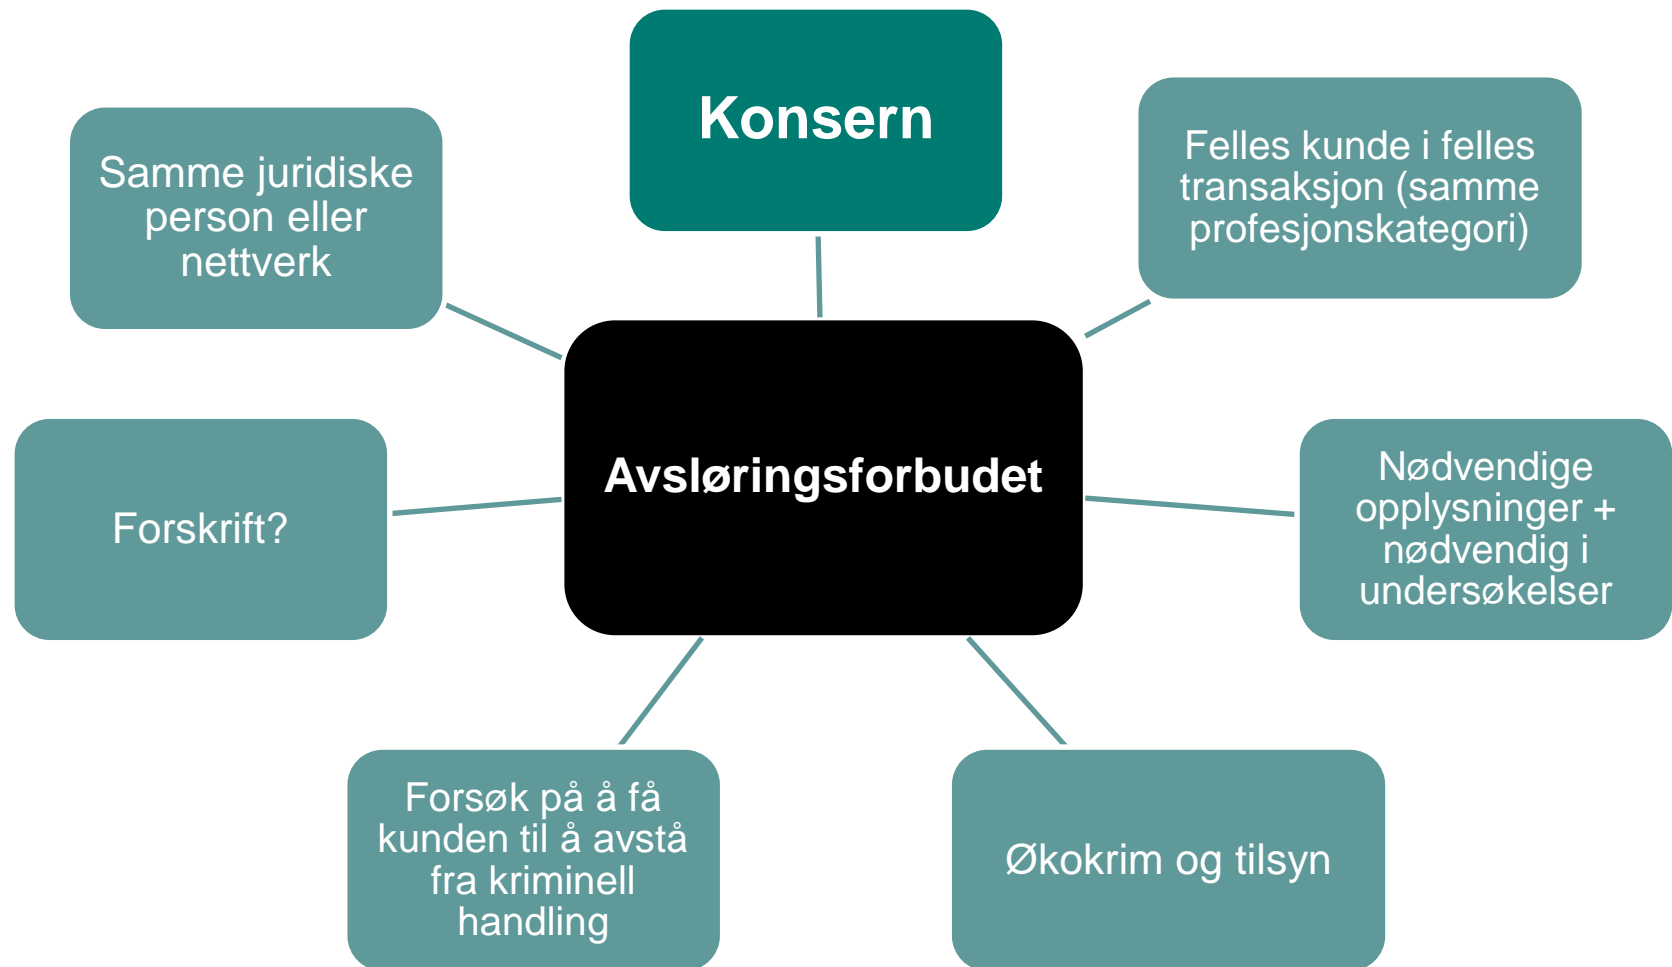 Konsern
Felles kunde i felles
transaksjon (samme
profesjonskategori)
Samme juridiske
person eller
nettverk
Avsløringsforbudet
Nødvendige
opplysninger +
nødvendig i
undersøkelser
Forskrift?
Forsøk på å få
kunden til å avstå
fra kriminell
handling
Økokrim og tilsyn